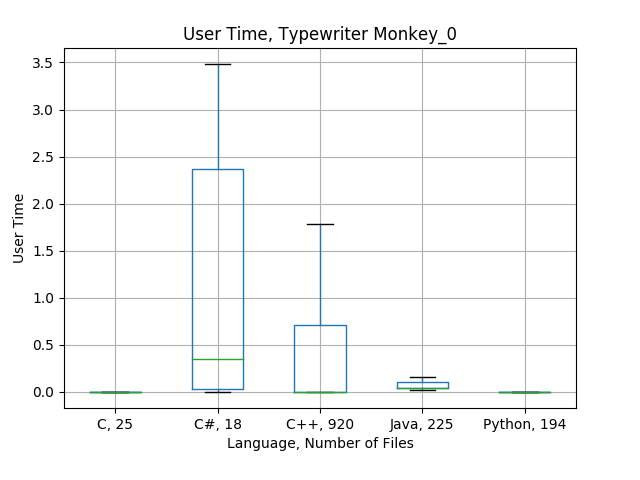 User Time, Typewriter Monkey_0
User Time
3.5
3.0
2.5
2.0
1.5
1.0
0.5
0.0
C, 25
C#, 18
C++, 920
Java, 225
Python, 194
Language, Number of Files